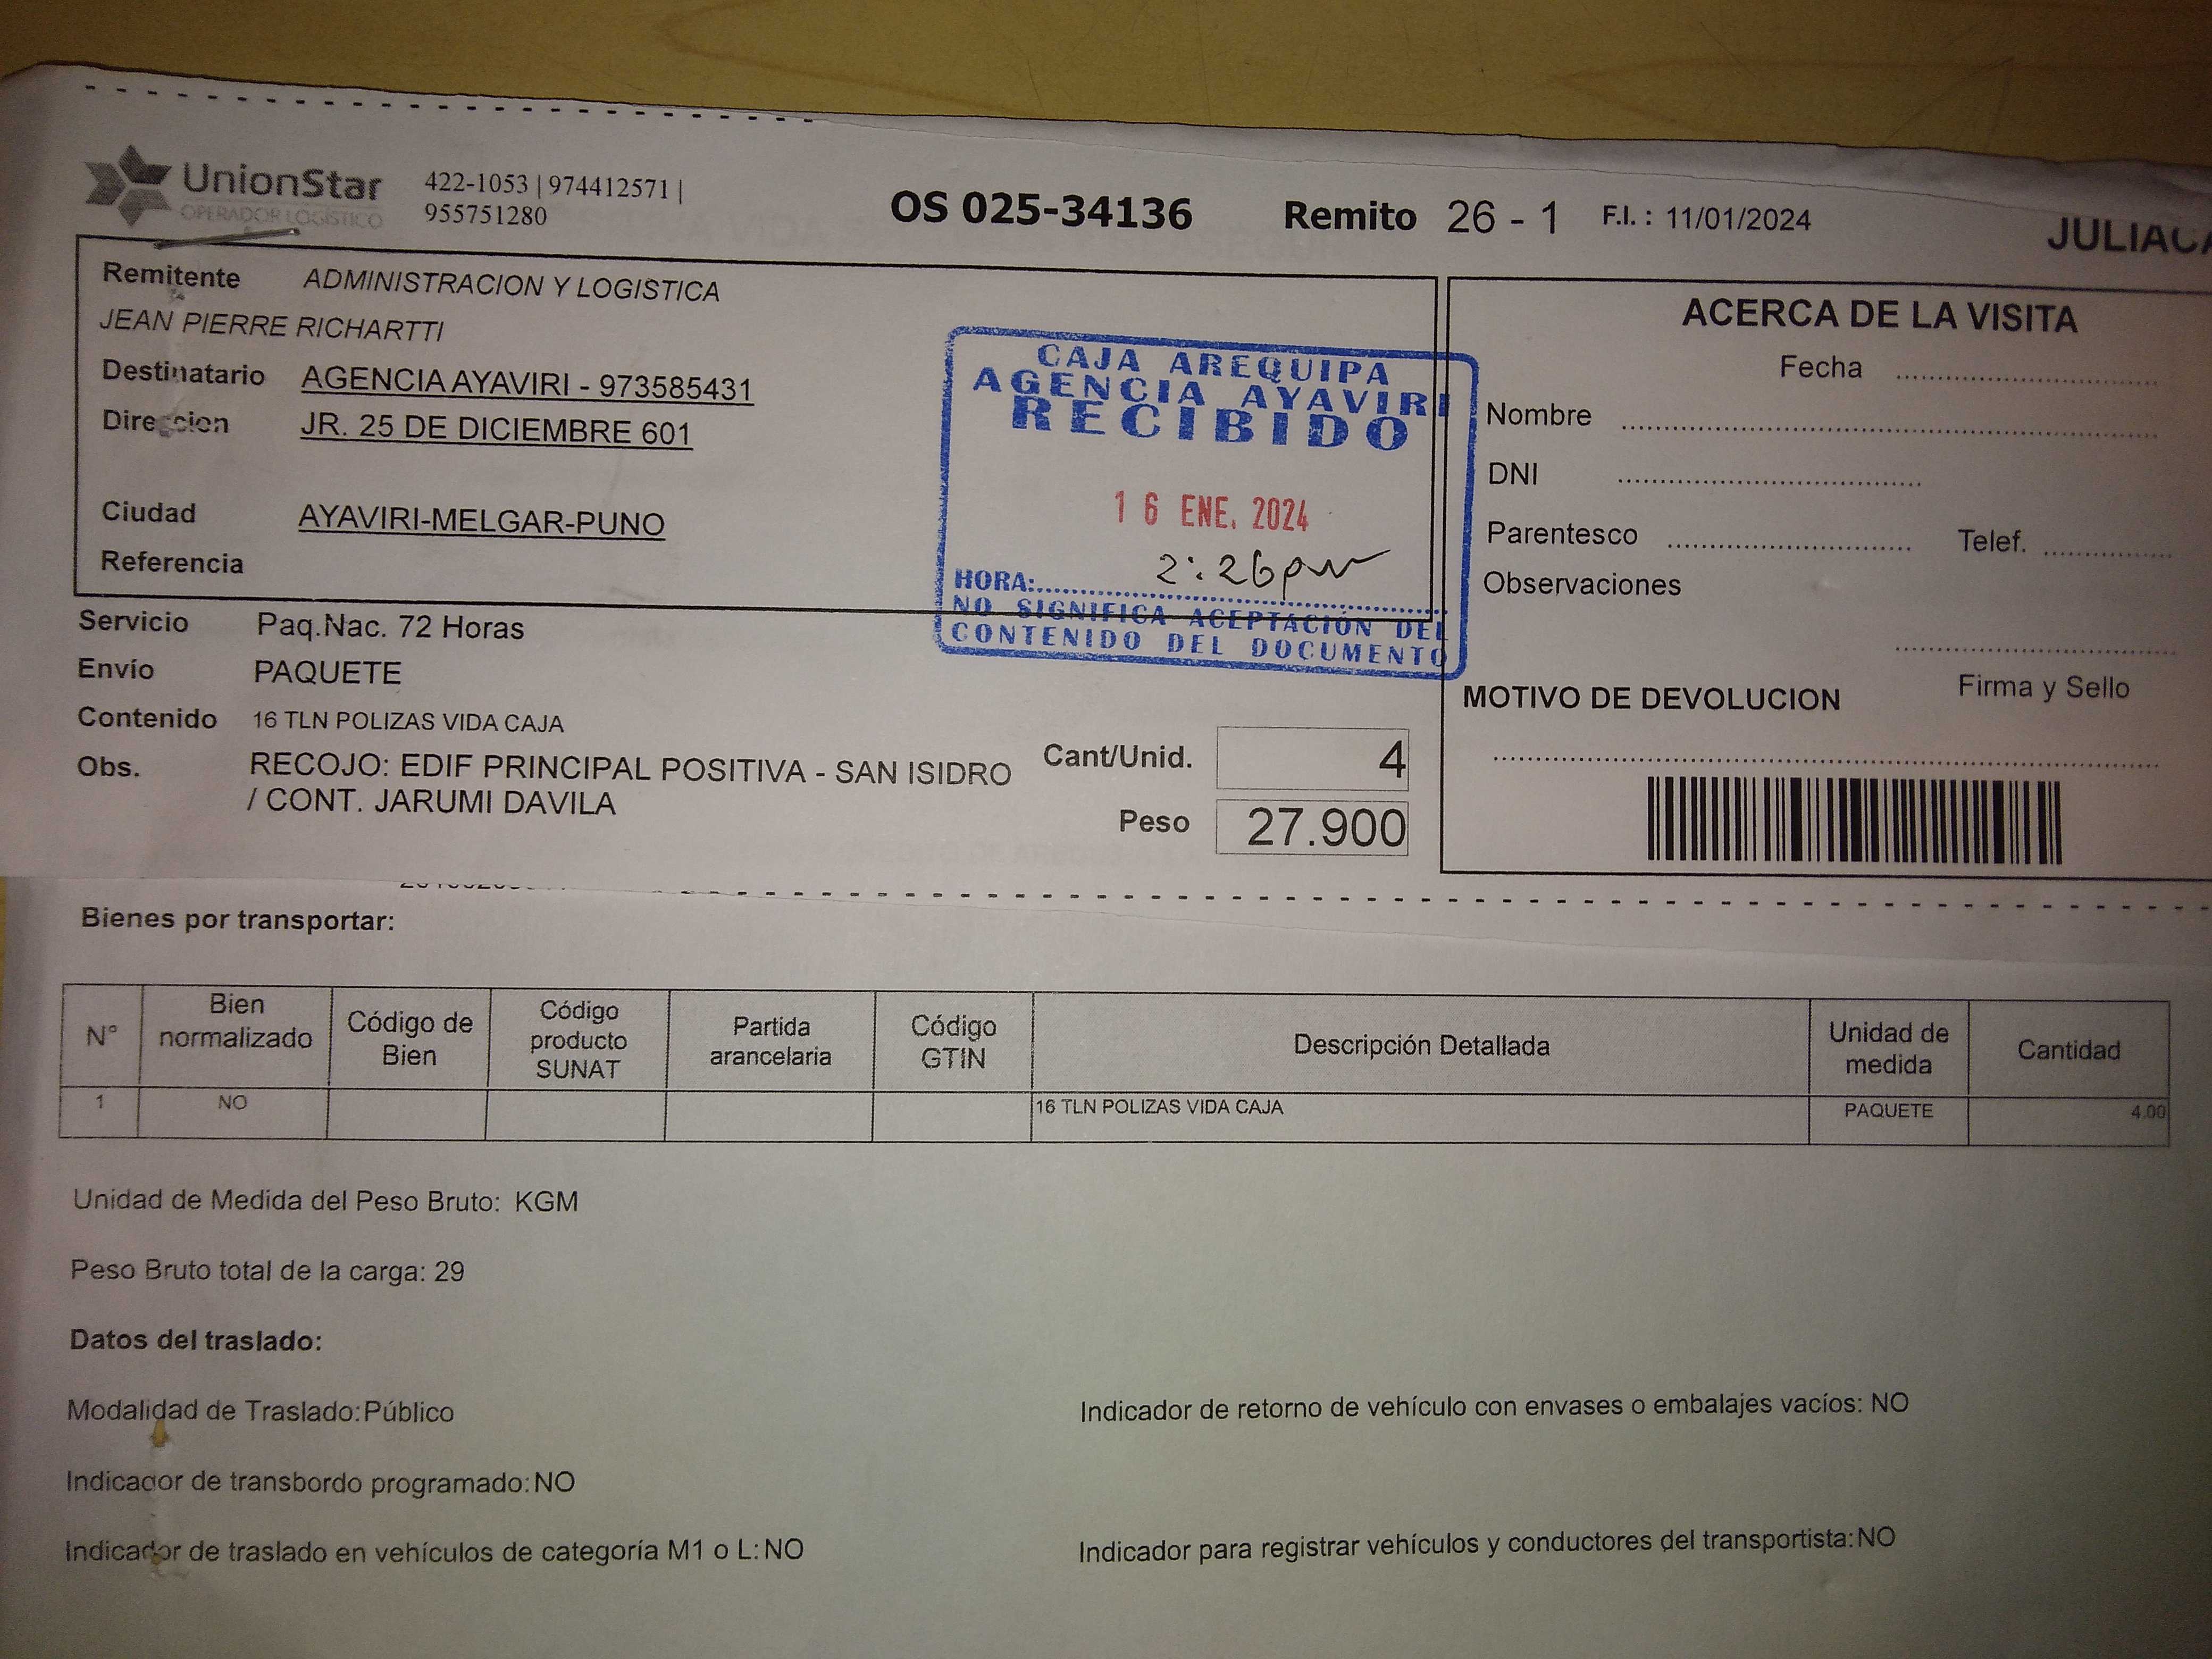 UnionStar
OPERADOR LOGÍSTICO
422-1053 | 974412571 |
955751280
OS 025-34136 Remito 26 - 1 F.I. : 11/01/2024
Remitente ADMINISTRACION Y LOGISTICA
JEAN PIERRE RICHARTTI
Destinatario AGENCIA AYAVIRI - 973585431
Direccion JR. 25 DE DICIEMBRE 601
Ciudad AYAVIRI-MELGAR-PUNO
Referencia
CAJA AREQUIPA
AGENCIA AYAVIRI
RECIBIDO
16 ENE. 2024
2:26pm
HORA:
NO SIGNIFICA ACEPTACIÓN DEL
CONTENIDO DEL DOCUMENTO
Servicio Paq.Nac. 72 Horas
Envío PAQUETE
Contenido 16 TLN POLIZAS VIDA CAJA
Obs. RECOJO: EDIF PRINCIPAL POSITIVA - SAN ISIDRO
/ CONT. JARUMI DAVILA
Cant/Unid. 4
Peso 27.900
ACERCA DE LA VISITA
Fecha
Nombre
DNI
Parentesco Telef.
Observaciones
Firma y Sello
MOTIVO DE DEVOLUCION
Bienes por transportar:
N° Bien normalizado Código de Bien Código producto SUNAT Partida arancelaria Código GTIN Descripción Detallada Unidad de medida Cantidad
1 NO 16 TLN POLIZAS VIDA CAJA PAQUETE 4.00
Unidad de Medida del Peso Bruto: KGM
Peso Bruto total de la carga: 29
Datos del traslado:
Modalidad de Traslado:Público Indicador de retorno de vehículo con envases o embalajes vacíos: NO
Indicador de transbordo programado:NO
Indicador de traslado en vehículos de categoría M1 o L:NO Indicador para registrar vehículos y conductores del transportista:NO